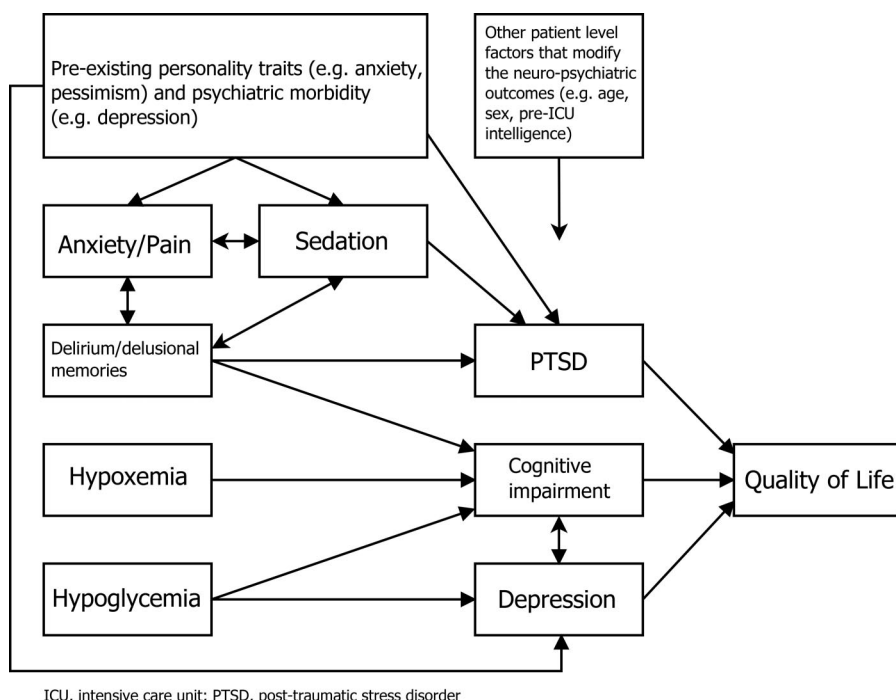 Pre-existing personality traits (e.g. anxiety,
pessimism) and psychiatric morbidity
(e.g. depression)
Other patient level
factors that modify
the neuro-psychiatric
outcomes (e.g. age,
sex, pre-ICU
intelligence)
Anxiety/Pain
Sedation
Delirium/delusional
memories
PTSD
Hypoxemia
Cognitive
impairment
Quality of Life
Hypoglycemia
Depression
ICU, intensive care unit; PTSD, post-traumatic stress disorder